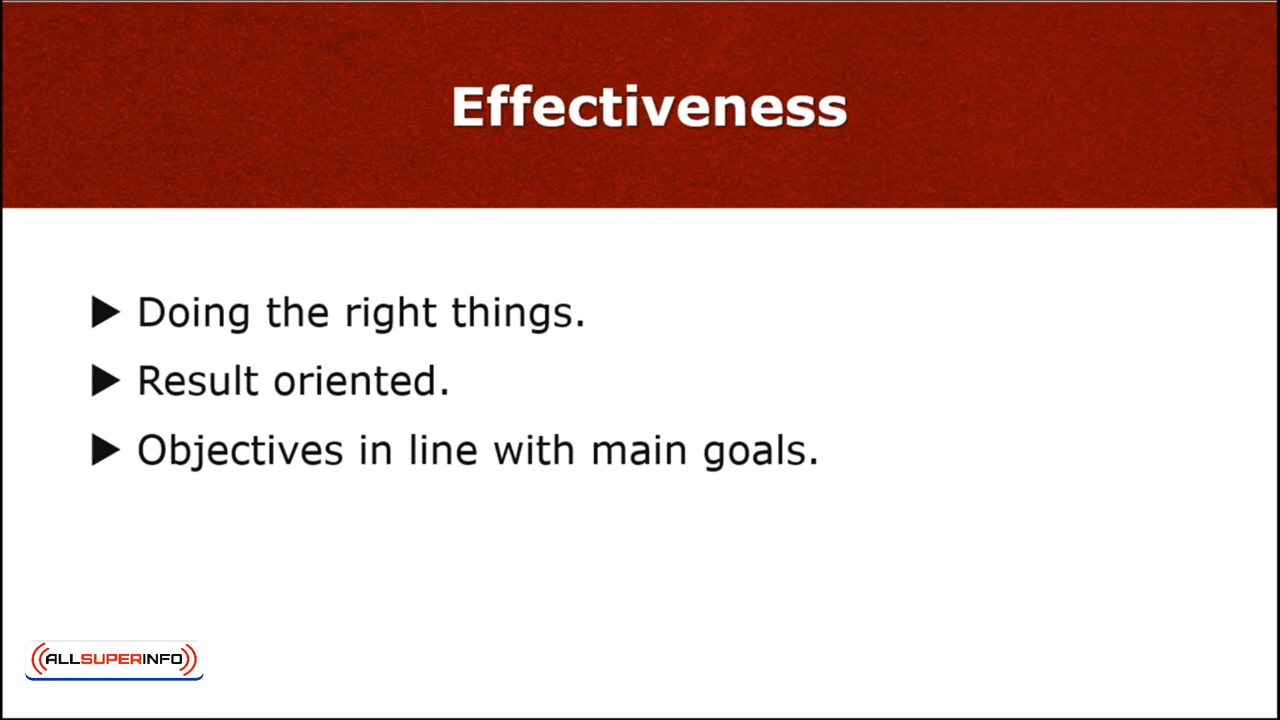 Effectiveness
Doing the right things.
Result oriented.
Objectives in line with main goals.
ALLSUPERINFO